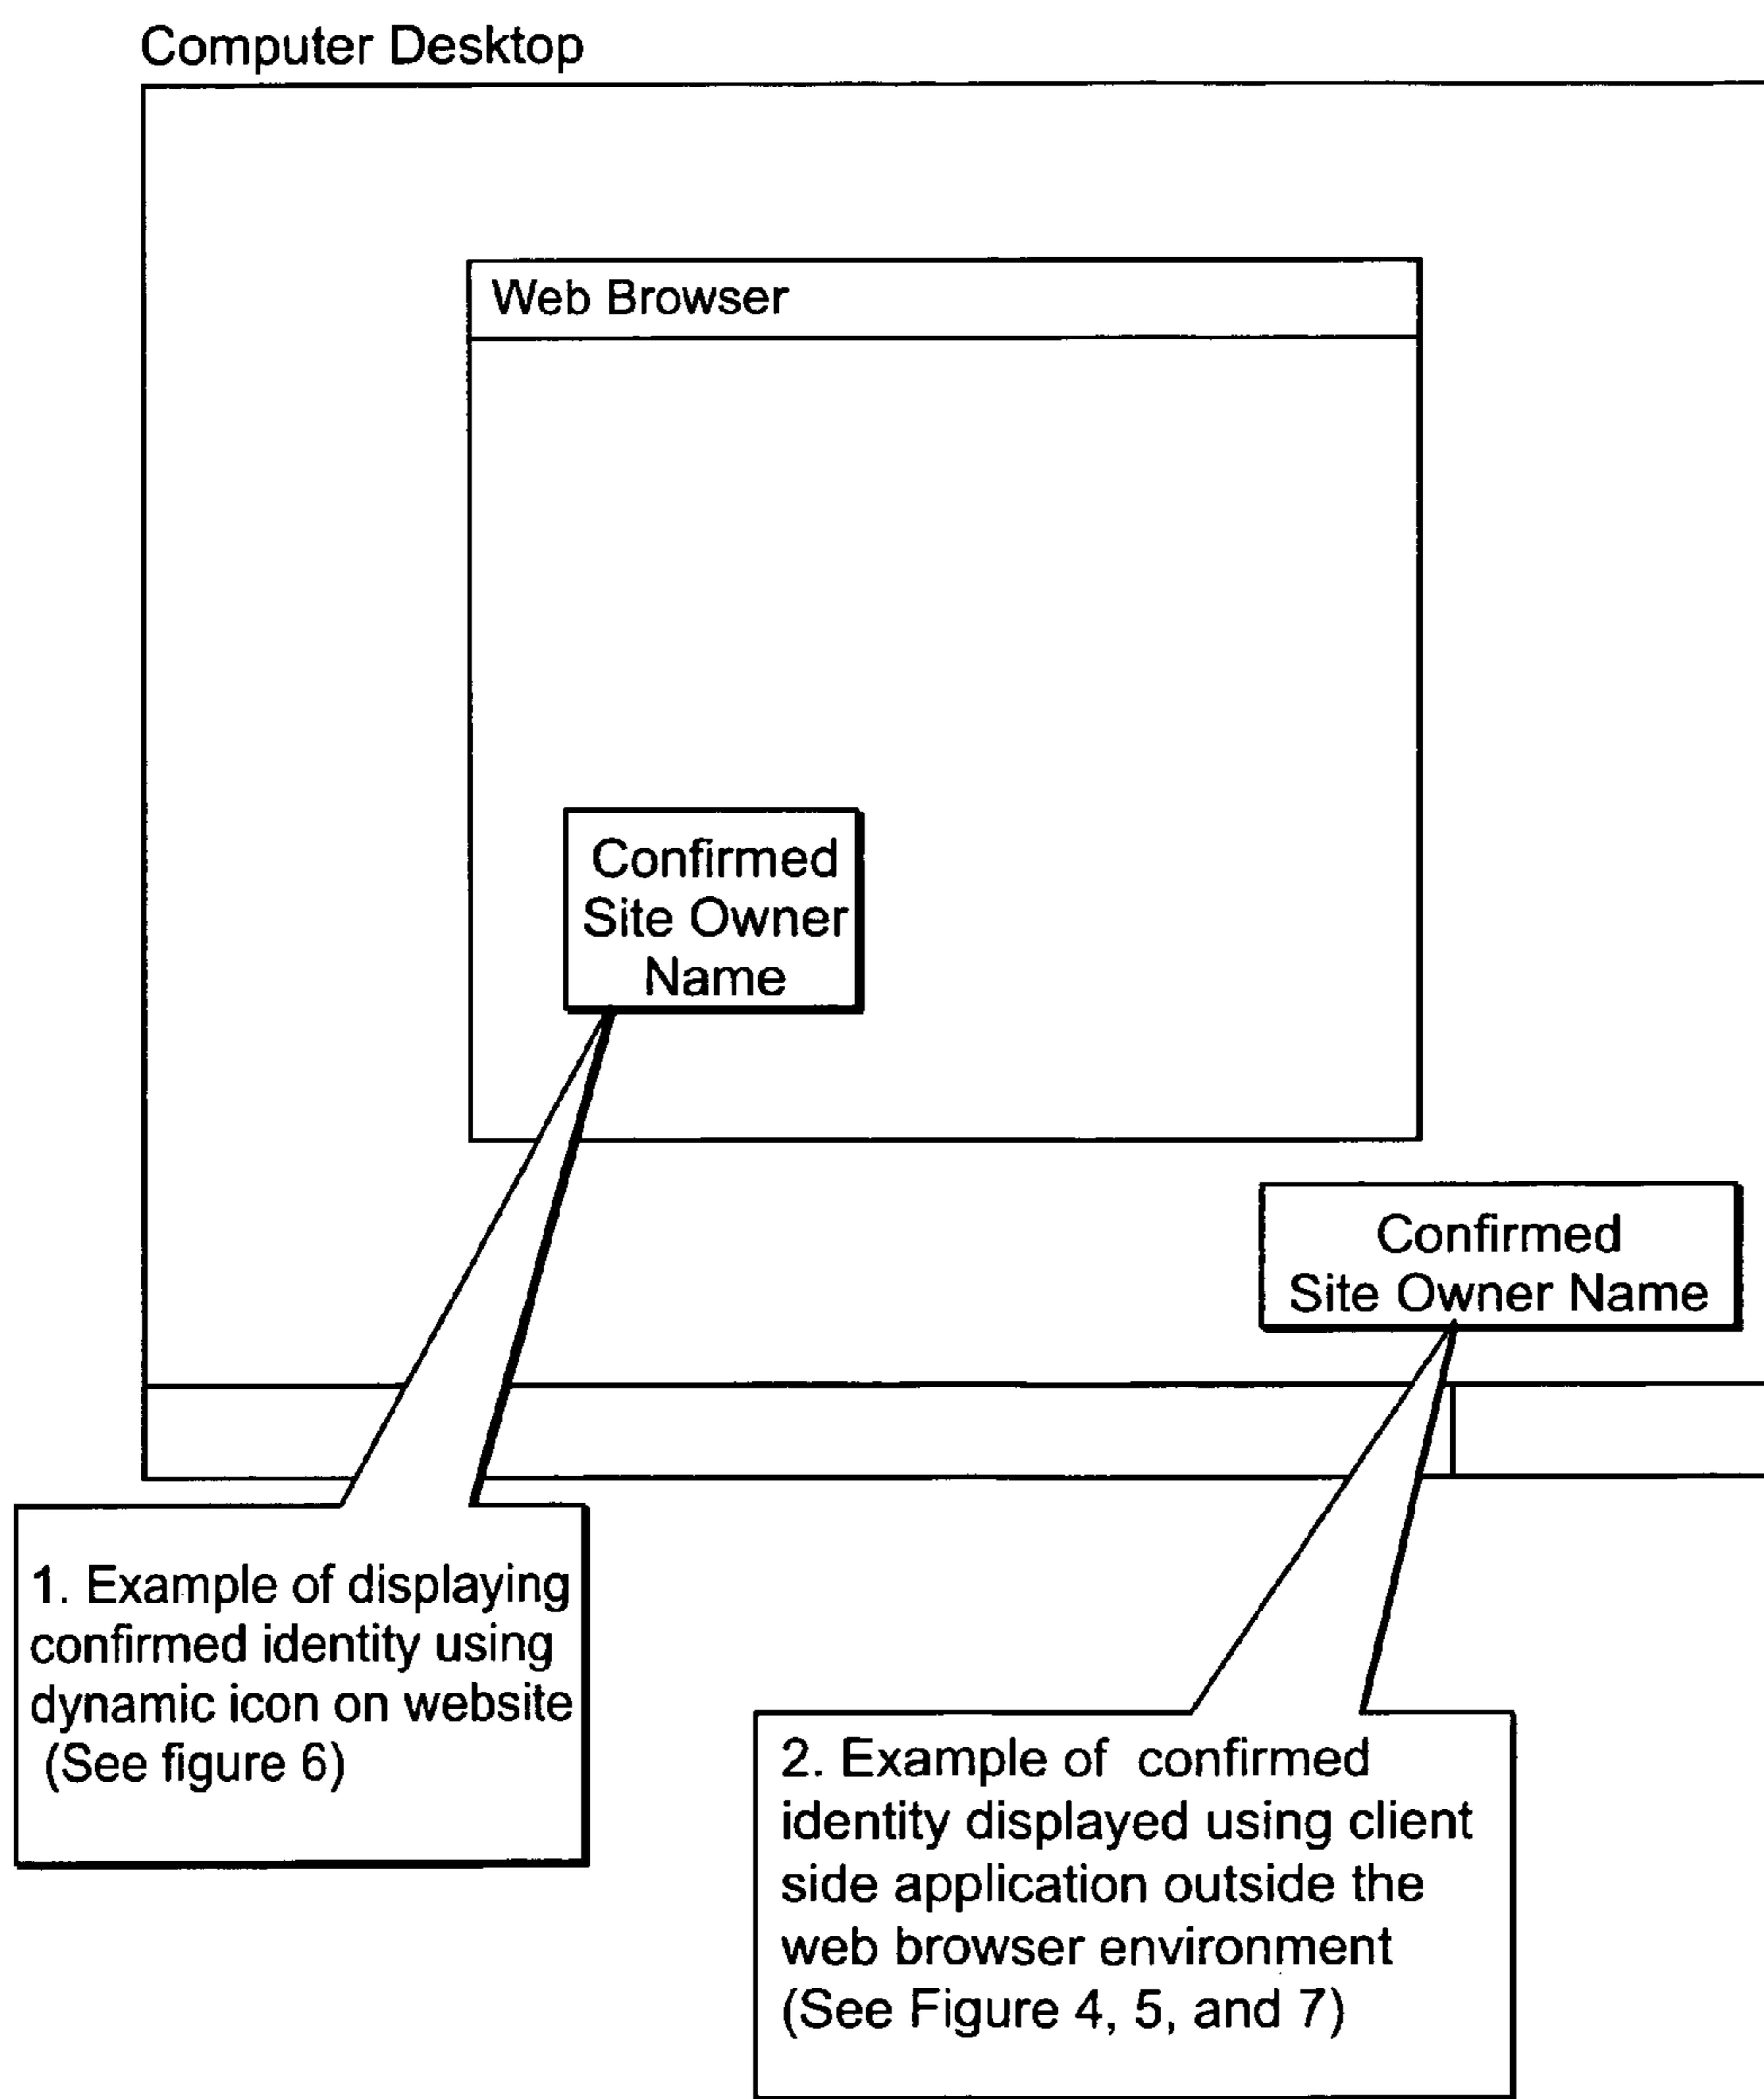 Computer Desktop
Web Browser
Confirmed
Site Owner
Name
Confirmed
Site Owner Name
1. Example of displaying
confirmed identity using
dynamic icon on website
(See figure 6)
2. Example of confirmed
identity displayed using client
side application outside the
web browser environment
(See Figure 4, 5, and 7)